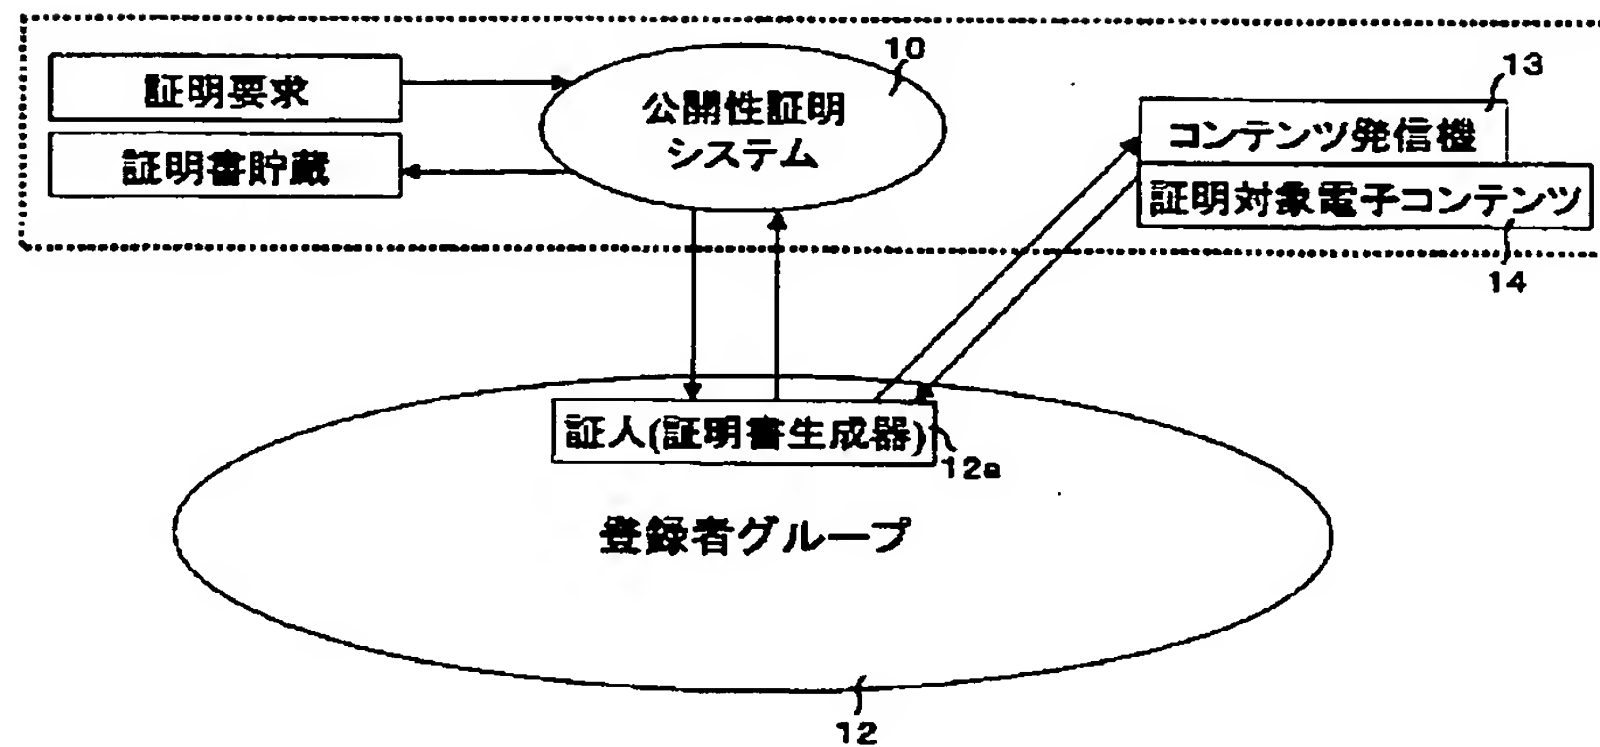 証明要求
証明書貯蔵
10
公開性証明
システム
13
コンテンツ発信機
証明対象電子コンテンツ
14
証人(証明書生成器)
12a
登録者グループ
12